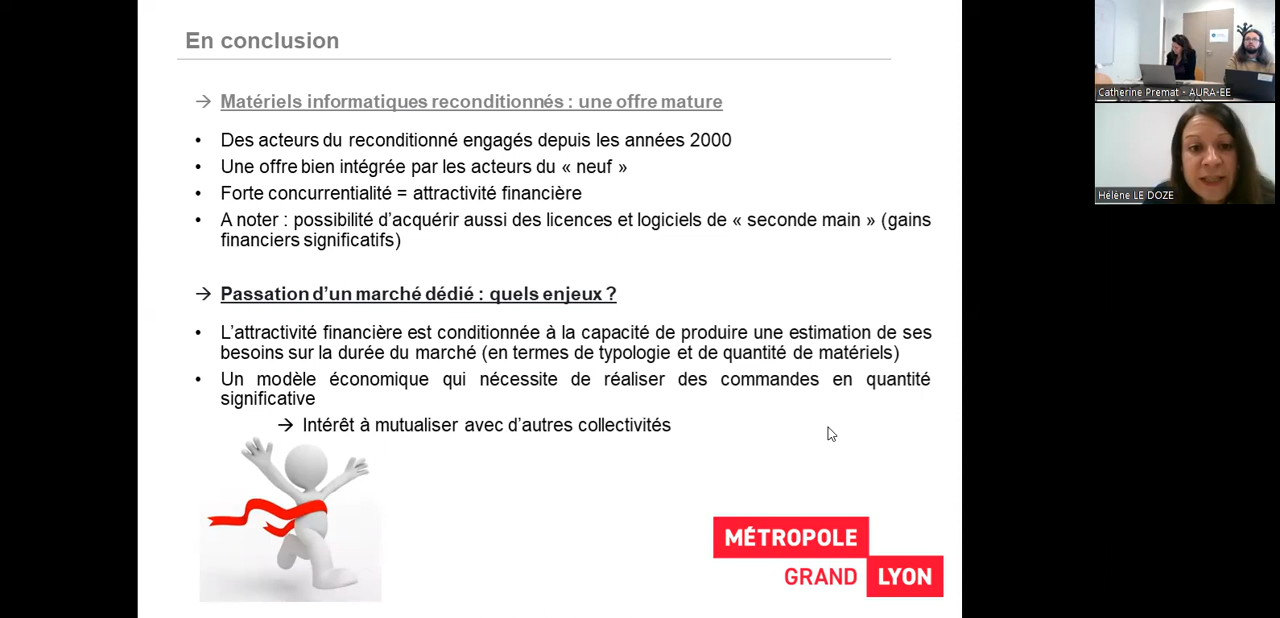 En conclusion
→ Matériels informatiques reconditionnés : une offre mature
• Des acteurs du reconditionné engagés depuis les années 2000
• Une offre bien intégrée par les acteurs du « neuf »
• Forte concurrentialité = attractivité financière
• A noter : possibilité d'acquérir aussi des licences et logiciels de « seconde main » (gains
financiers significatifs)
→ Passation d'un marché dédié : quels enjeux ?
• L'attractivité financière est conditionnée à la capacité de produire une estimation de ses
besoins sur la durée du marché (en termes de typologie et de quantité de matériels)
• Un modèle économique qui nécessite de réaliser des commandes en quantité
significative
→ Intérêt à mutualiser avec d'autres collectivités
MÉTROPOLE
GRAND LYON
Catherine Premat - AURA-EE
Hélène LE DOZE